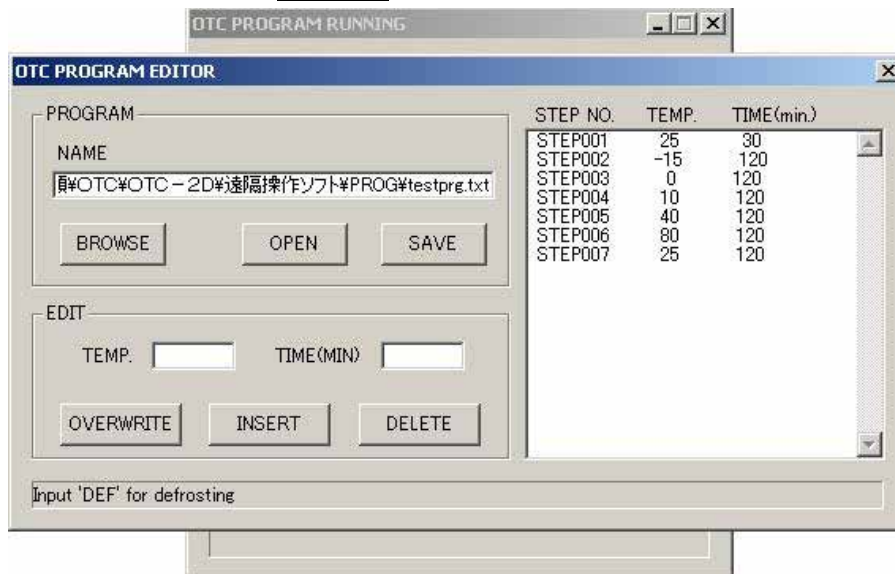 OTC PROGRAM RUNNING
OTC PROGRAM EDITOR
PROGRAM
NAME
頁¥OTC¥OTC－2D¥遠隔操作ソフト¥PROG¥testprg.txt
BROWSE OPEN SAVE
EDIT
TEMP. TIME(MIN)
OVERWRITE INSERT DELETE
STEP NO. TEMP. TIME(min.)
STEP001 25 30
STEP002 -15 120
STEP003 0 120
STEP004 10 120
STEP005 40 120
STEP006 80 120
STEP007 25 120
Input 'DEF' for defrosting